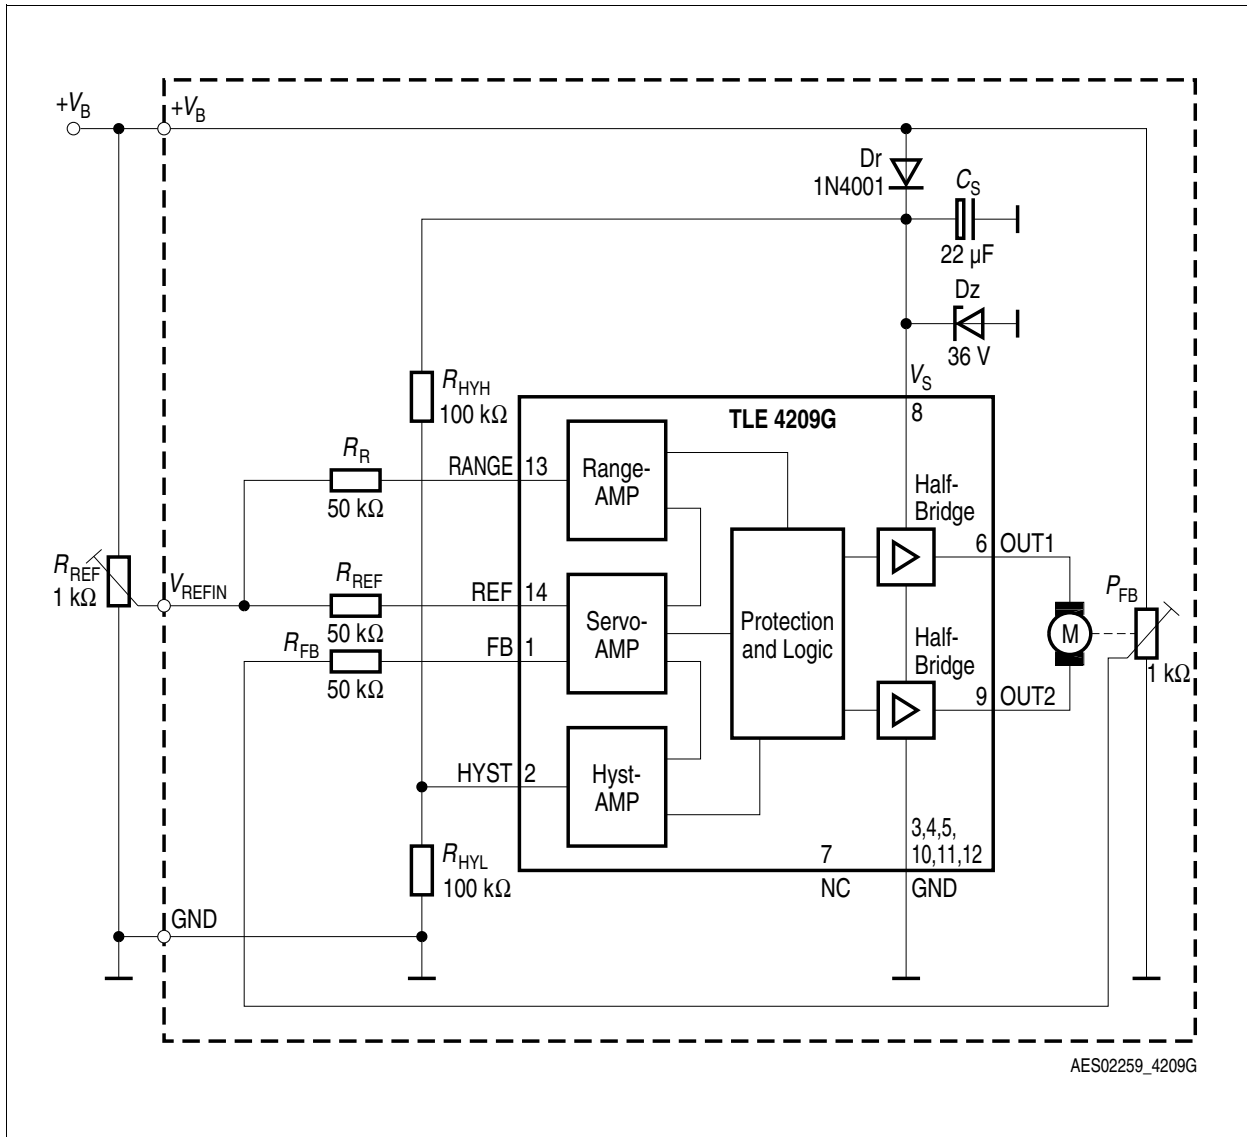 +VB
+VB
Dr
1N4001
CS
22 µF
Dz
36 V
VS
8
RHYH
100 kΩ
TLE 4209G
RR
50 kΩ
RANGE
13
Range-
AMP
Half-
Bridge
6
OUT1
RREF
1 kΩ
VREFIN
RREF
50 kΩ
REF
14
Servo-
AMP
Protection
and Logic
M
PFB
1 kΩ
RFB
50 kΩ
FB
1
Half-
Bridge
9
OUT2
HYST
2
Hyst-
AMP
RHYL
100 kΩ
7
NC
3,4,5,
10,11,12
GND
GND
AES02259_4209G